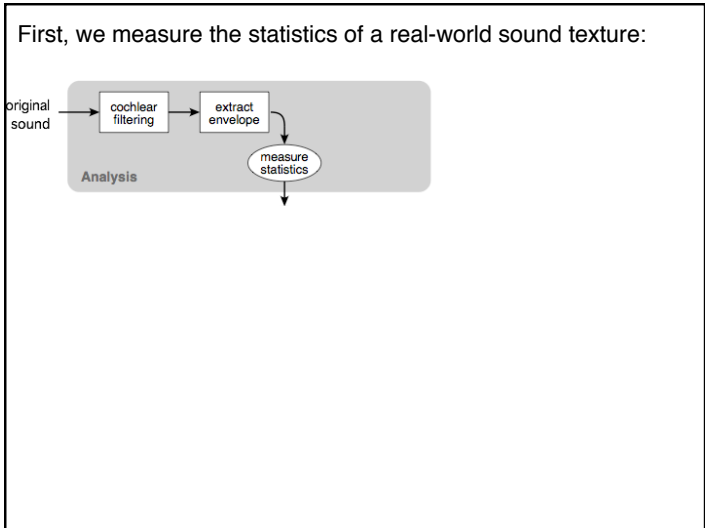 First, we measure the statistics of a real-world sound texture:
original
sound
cochlear
filtering
extract
envelope
measure
statistics
Analysis